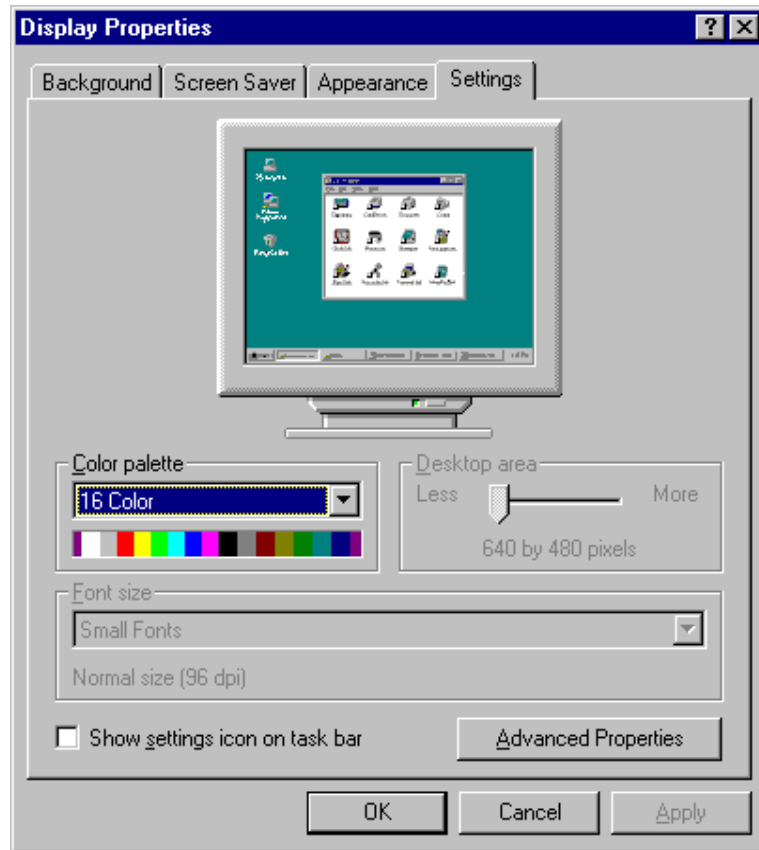 Display Properties
Background Screen Saver Appearance Settings
Color palette
16 Color
Desktop area
Less More
640 by 480 pixels
Font size
Small Fonts
Normal size (96 dpi)
Show settings icon on task bar
Advanced Properties
OK Cancel Apply